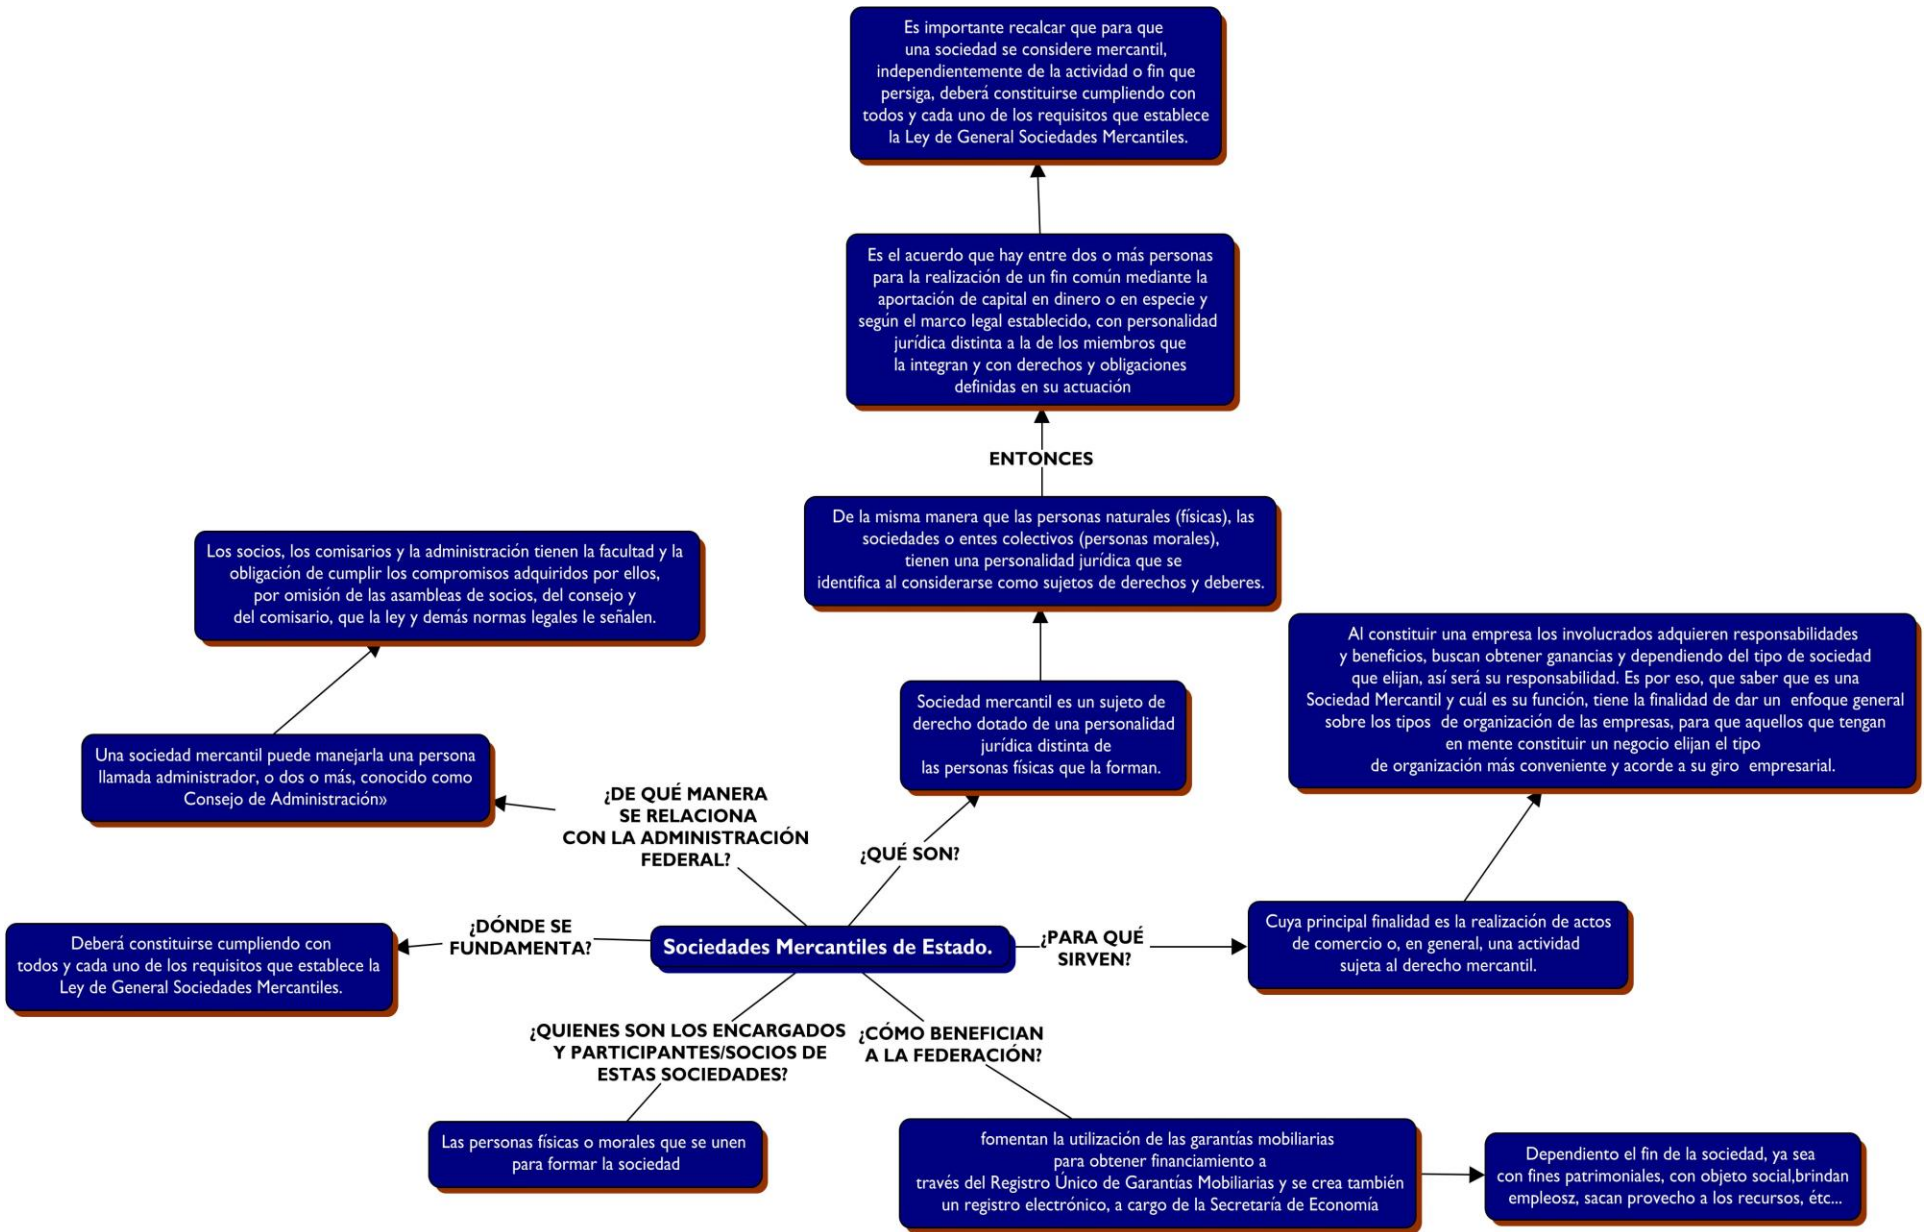 Es importante recalcar que para que
una sociedad se considere mercantil,
independientemente de la actividad o fin que
persiga, deberá constituirse cumpliendo con
todos y cada uno de los requisitos que establece
la Ley de General Sociedades Mercantiles.
Es el acuerdo que hay entre dos o más personas
para la realización de un fin común mediante la
aportación de capital en dinero o en especie y
según el marco legal establecido, con personalidad
jurídica distinta a la de los miembros que
la integran y con derechos y obligaciones
definidas en su actuación
ENTONCES
De la misma manera que las personas naturales (físicas), las
sociedades o entes colectivos (personas morales),
tienen una personalidad jurídica que se
identifica al considerarse como sujetos de derechos y deberes.
Los socios, los comisarios y la administración tienen la facultad y la
obligación de cumplir los compromisos adquiridos por ellos,
por omisión de las asambleas de socios, del consejo y
del comisario, que la ley y demás normas legales le señalen.
Al constituir una empresa los involucrados adquieren responsabilidades
y beneficios, buscan obtener ganancias y dependiendo del tipo de sociedad
que elijan, así será su responsabilidad. Es por eso, que saber que es una
Sociedad Mercantil y cuál es su función, tiene la finalidad de dar un enfoque general
sobre los tipos de organización de las empresas, para que aquellos que tengan
en mente constituir un negocio elijan el tipo
de organización más conveniente y acorde a su giro empresarial.
Sociedad mercantil es un sujeto de
derecho dotado de una personalidad
jurídica distinta de
las personas físicas que la forman.
Una sociedad mercantil puede manejarla una persona
llamada administrador, o dos o más, conocido como
Consejo de Administración»
¿DE QUÉ MANERA
SE RELACIONA
CON LA ADMINISTRACIÓN
FEDERAL?
¿QUÉ SON?
Deberá constituirse cumpliendo con
todos y cada uno de los requisitos que establece la
Ley de General Sociedades Mercantiles.
¿DÓNDE SE
FUNDAMENTA?
Sociedades Mercantiles de Estado.
¿PARA QUÉ
SIRVEN?
Cuya principal finalidad es la realización de actos
de comercio o, en general, una actividad
sujeta al derecho mercantil.
¿QUIENES SON LOS ENCARGADOS
Y PARTICIPANTES/SOCIOS DE
ESTAS SOCIEDADES?
¿CÓMO BENEFICIAN
A LA FEDERACIÓN?
Las personas físicas o morales que se unen
para formar la sociedad
fomentan la utilización de las garantías mobiliarias
para obtener financiamiento a
través del Registro Único de Garantías Mobiliarias y se crea también
un registro electrónico, a cargo de la Secretaría de Economía
Dependiento el fin de la sociedad, ya sea
con fines patrimoniales, con objeto social,brindan
empleosz, sacan provecho a los recursos, étc...